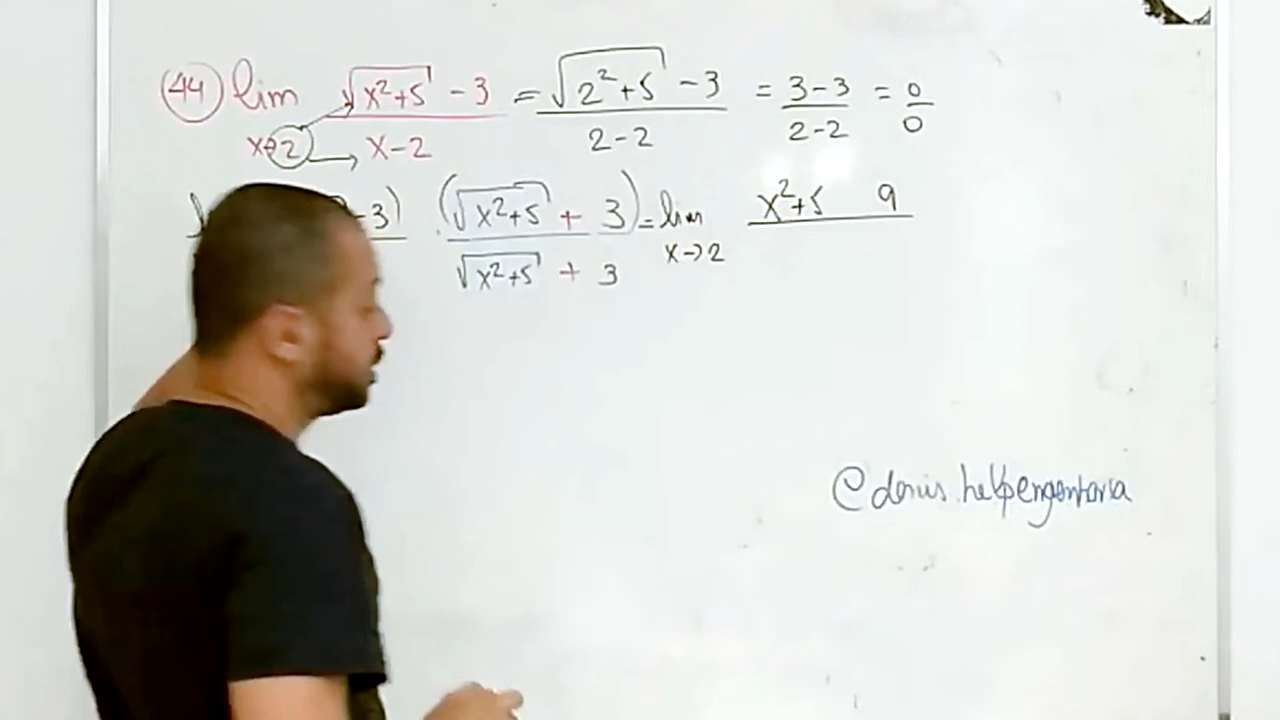 44 lim √(x²+5) - 3 / x-2 = √(2²+5) - 3 / 2-2 = 3-3 / 2-2 = 0/0
x→2
-3) · (√(x²+5) + 3) / √(x²+5) + 3 = lim x²+5 9
x→2
@denis.helpengenharia